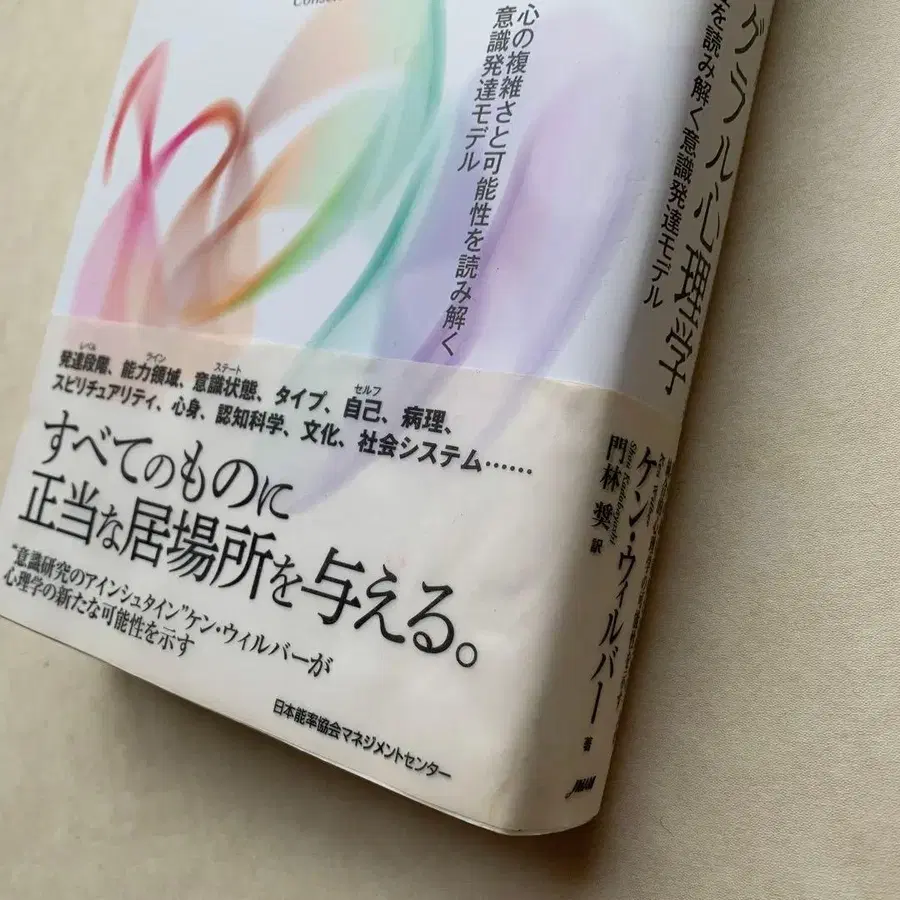 Consci
心の複雑さと可能性を読み解く
意識発達モデル
レベル ライン ステート セルフ
発達段階、能力領域、意識状態、タイプ、自己、病理、
スピリチュアリティ、心身、認知科学、文化、社会システム……
すべてのものに
正当な居場所を与える。
“意識研究のアインシュタイン”ケン・ウィルバーが
心理学の新たな可能性を示す
日本能率協会マネジメントセンター
グラル心理学
を読み解く意識発達モデル
ケン・ウィルバー 著
Ken Wilber
門林 奨 訳
Shou Kadobayashi
JMAM